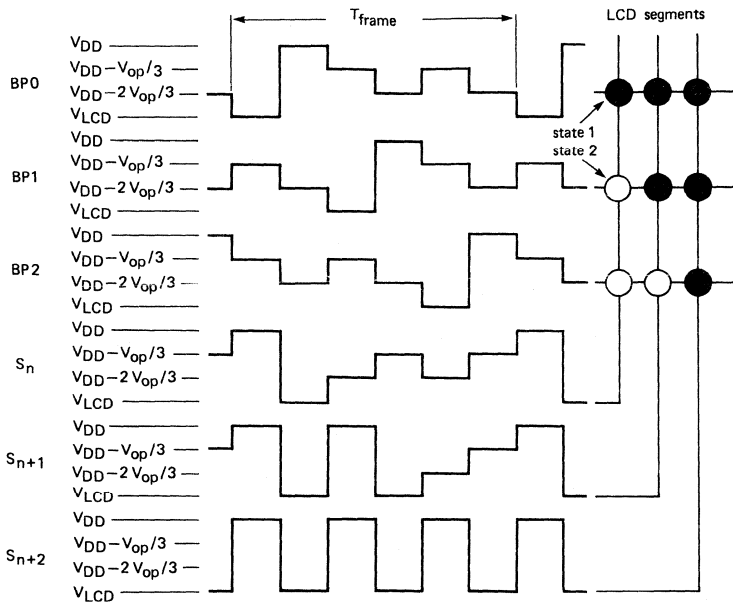 T_frame
LCD segments
BP0
V_DD
V_DD-V_op/3
V_DD-2 V_op/3
V_LCD
state 1
state 2
BP1
V_DD
V_DD-V_op/3
V_DD-2 V_op/3
V_LCD
BP2
V_DD
V_DD-V_op/3
V_DD-2 V_op/3
V_LCD
S_n
V_DD
V_DD-V_op/3
V_DD-2 V_op/3
V_LCD
S_n+1
V_DD
V_DD-V_op/3
V_DD-2 V_op/3
V_LCD
S_n+2
V_DD
V_DD-V_op/3
V_DD-2 V_op/3
V_LCD